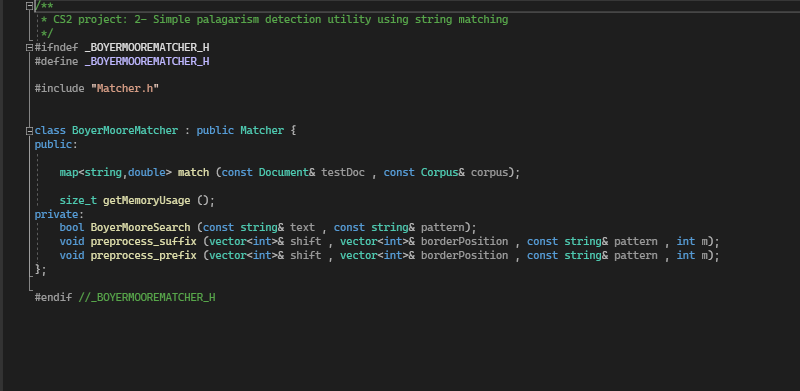 /**
 * CS2 project: 2- Simple palagarism detection utility using string matching
 */
#ifndef _BOYERMOOREMATCHER_H
#define _BOYERMOOREMATCHER_H
#include "Matcher.h"
class BoyerMooreMatcher : public Matcher {
public:
    map<string,double> match (const Document& testDoc , const Corpus& corpus);
    size_t getMemoryUsage ();
private:
    bool BoyerMooreSearch (const string& text , const string& pattern);
    void preprocess_suffix (vector<int>& shift , vector<int>& borderPosition , const string& pattern , int m);
    void preprocess_prefix (vector<int>& shift , vector<int>& borderPosition , const string& pattern , int m);
};
#endif //_BOYERMOOREMATCHER_H